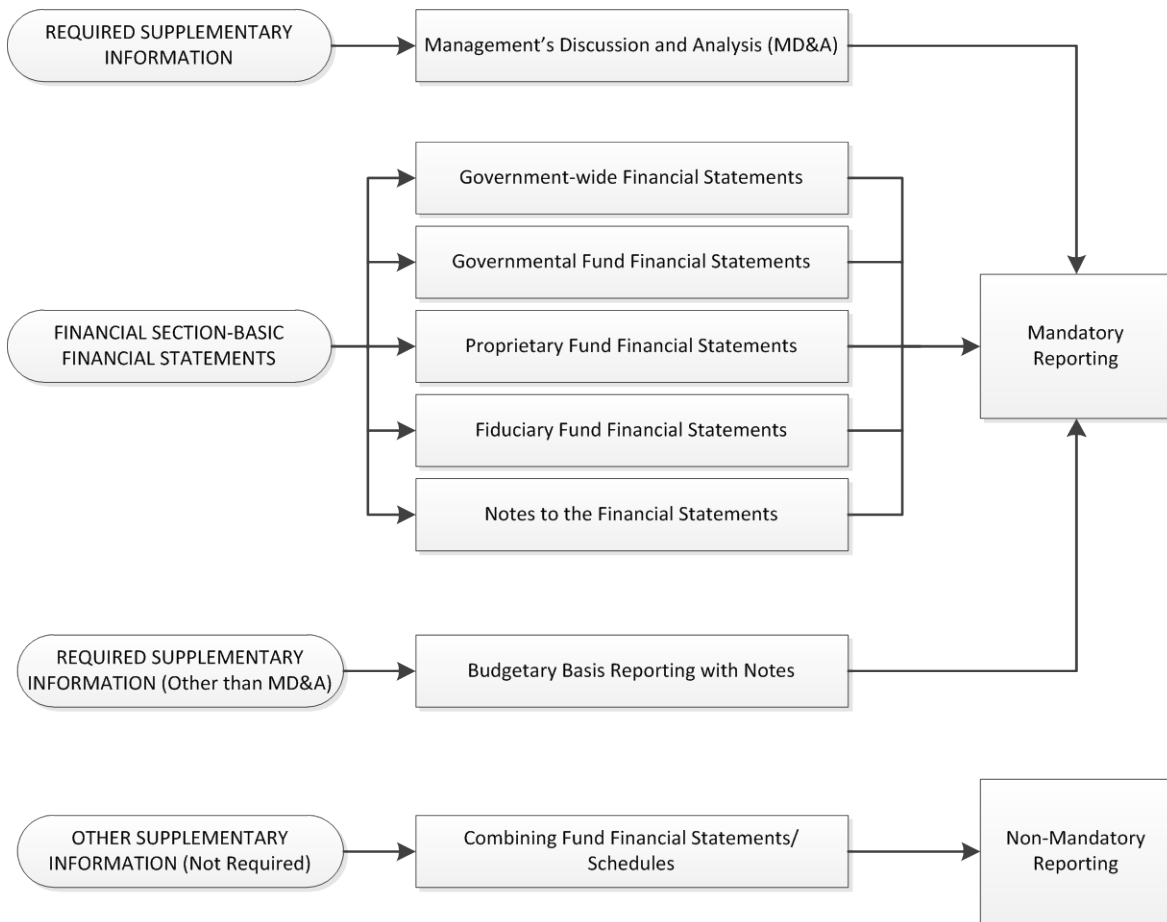 REQUIRED SUPPLEMENTARY
INFORMATION
Management’s Discussion and Analysis (MD&A)
Government-wide Financial Statements
Governmental Fund Financial Statements
FINANCIAL SECTION-BASIC
FINANCIAL STATEMENTS
Proprietary Fund Financial Statements
Mandatory
Reporting
Fiduciary Fund Financial Statements
Notes to the Financial Statements
REQUIRED SUPPLEMENTARY
INFORMATION (Other than MD&A)
Budgetary Basis Reporting with Notes
OTHER SUPPLEMENTARY
INFORMATION (Not Required)
Combining Fund Financial Statements/
Schedules
Non-Mandatory
Reporting